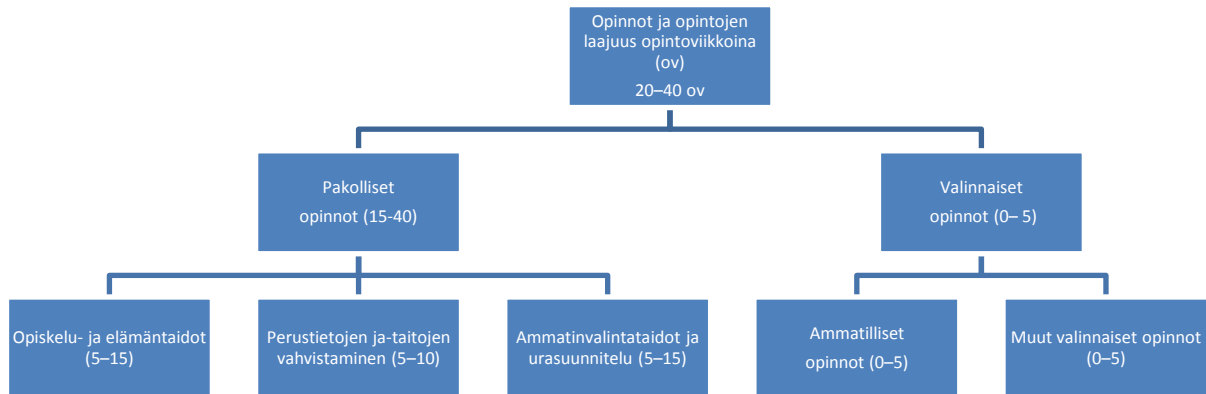 Opinnot ja opintojen
laajuus opintoviikkoina
(ov)
20–40 ov
Pakolliset
opinnot (15-40)
Valinnaiset
opinnot (0– 5)
Opiskelu- ja elämäntaidot
(5–15)
Perustietojen ja-taitojen
vahvistaminen (5–10)
Ammatinvalintataidot ja
urasuunnitelu (5–15)
Ammatilliset
opinnot (0–5)
Muut valinnaiset opinnot
(0–5)